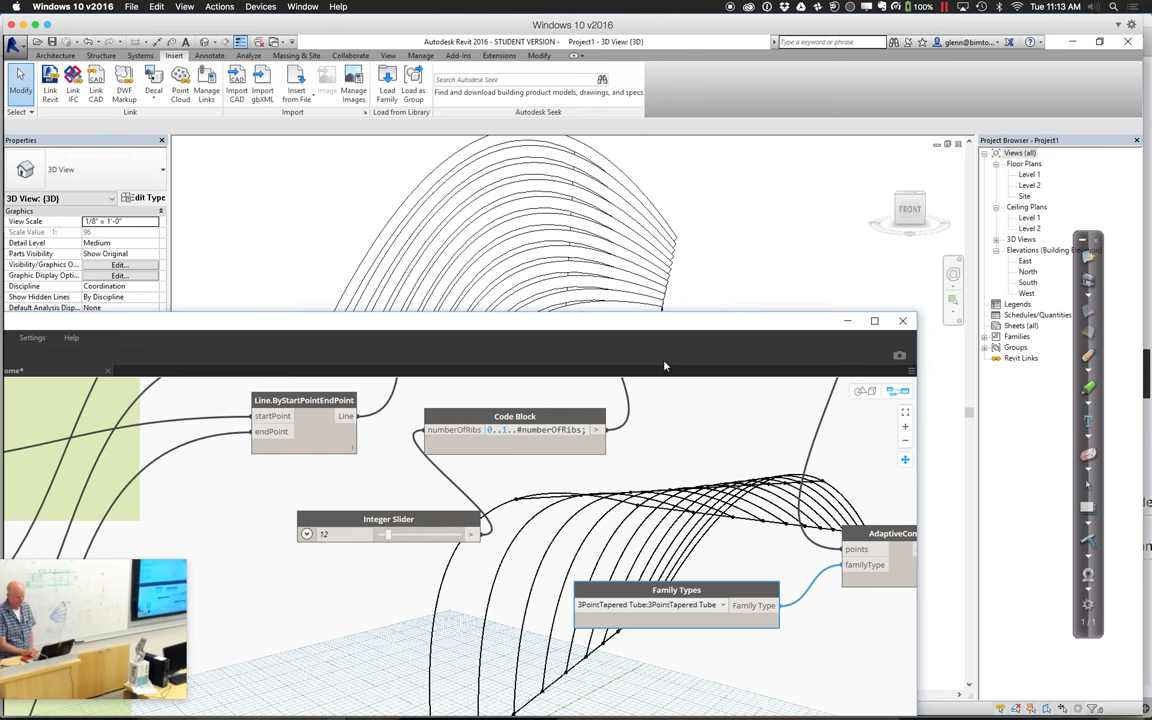 Windows 10 v2016 File Edit View Actions Devices Window Help 100% Tue 11:13 AM
Windows 10 v2016
Autodesk Revit 2016 - STUDENT VERSION - Project1 - 3D View: {3D}
Type a keyword or phrase
glenn@bimto...
Architecture Structure Systems Insert Annotate Analyze Massing & Site Collaborate View Manage Add-Ins Extensions Modify
Modify
Link Revit
Link IFC
Link CAD
DWF Markup
Decal
Point Cloud
Manage Links
Import CAD
Import gbXML
Insert from File
Image
Manage Images
Load Family
Load as Group
Search Autodesk Seek
Find and download building product models, drawings, and specs
Select
Link
Import
Load from Library
Autodesk Seek
Properties
3D View
3D View: {3D}
Edit Type
Graphics
View Scale 1/8" = 1'-0"
Scale Value 1: 96
Detail Level Medium
Parts Visibility Show Original
Visibility/Graphics O... Edit...
Graphic Display Opti... Edit...
Discipline Coordination
Show Hidden Lines By Discipline
Default Analysis Disp... None
FRONT
Project Browser - Project1
Views (all)
Floor Plans
Level 1
Level 2
Site
Ceiling Plans
Level 1
Level 2
3D Views
Elevations (Building Elevation)
East
North
South
West
Legends
Schedules/Quantities
Sheets (all)
Families
Groups
Revit Links
1 / 1
Settings Help
ome*
Line.ByStartPointEndPoint
startPoint Line
endPoint
Code Block
numberOfRibs 0..1..#numberOfRibs; >
Integer Slider
12 >
Family Types
3PointTapered Tube:3PointTapered Tube Family Type
AdaptiveCom
points
familyType
:0